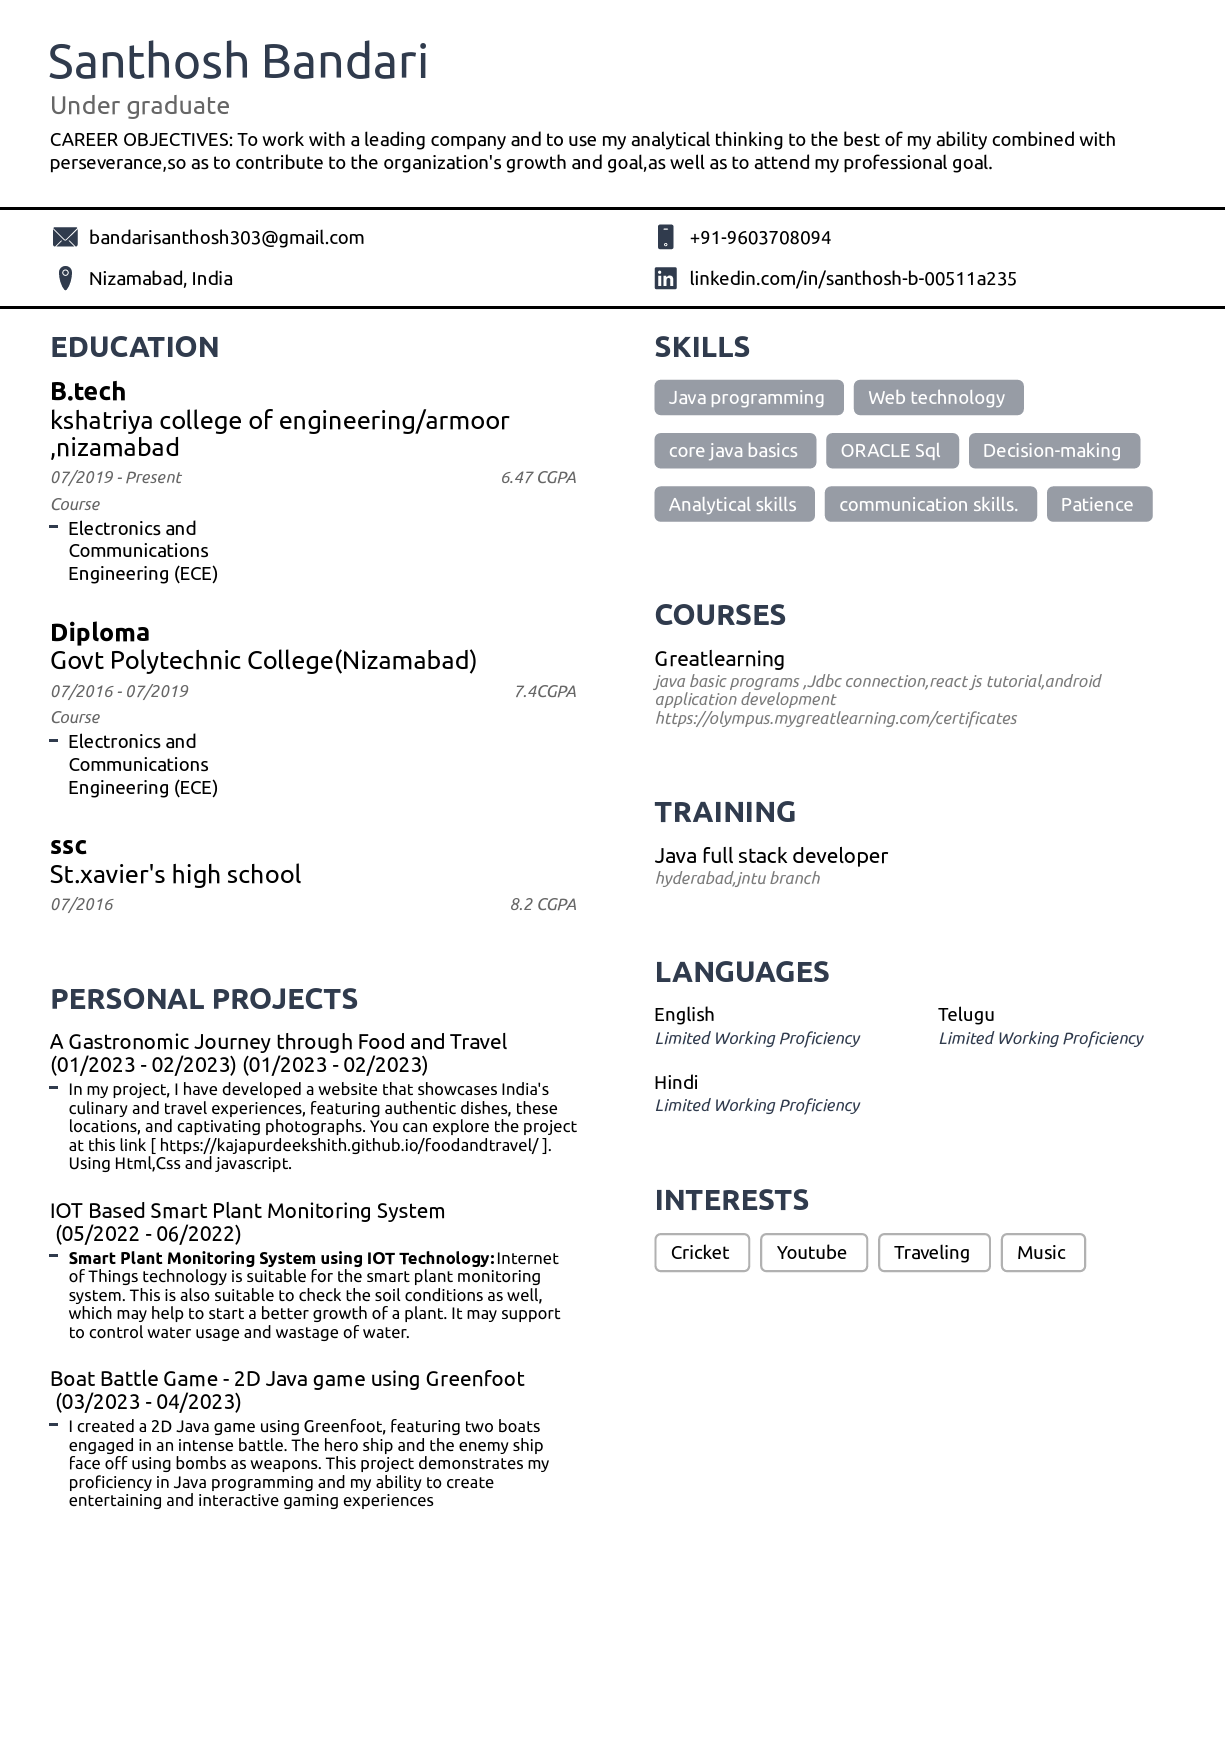 Santhosh Bandari
Under graduate
CAREER OBJECTIVES: To work with a leading company and to use my analytical thinking to the best of my ability combined with
perseverance,so as to contribute to the organization's growth and goal,as well as to attend my professional goal.
bandarisanthosh303@gmail.com
+91-9603708094
Nizamabad, India
linkedin.com/in/santhosh-b-00511a235
EDUCATION
B.tech
kshatriya college of engineering/armoor
,nizamabad
07/2019 - Present 6.47 CGPA
Course
Electronics and
Communications
Engineering (ECE)
Diploma
Govt Polytechnic College(Nizamabad)
07/2016 - 07/2019 7.4CGPA
Course
Electronics and
Communications
Engineering (ECE)
ssc
St.xavier's high school
07/2016 8.2 CGPA
PERSONAL PROJECTS
A Gastronomic Journey through Food and Travel
(01/2023 - 02/2023) (01/2023 - 02/2023)
In my project, I have developed a website that showcases India's
culinary and travel experiences, featuring authentic dishes, these
locations, and captivating photographs. You can explore the project
at this link [ https://kajapurdeekshith.github.io/foodandtravel/ ].
Using Html,Css and javascript.
IOT Based Smart Plant Monitoring System
(05/2022 - 06/2022)
Smart Plant Monitoring System using IOT Technology:Internet
of Things technology is suitable for the smart plant monitoring
system. This is also suitable to check the soil conditions as well,
which may help to start a better growth of a plant. It may support
to control water usage and wastage of water.
Boat Battle Game - 2D Java game using Greenfoot
(03/2023 - 04/2023)
I created a 2D Java game using Greenfoot, featuring two boats
engaged in an intense battle. The hero ship and the enemy ship
face off using bombs as weapons. This project demonstrates my
proficiency in Java programming and my ability to create
entertaining and interactive gaming experiences
SKILLS
Java programming Web technology
core java basics ORACLE Sql Decision-making
Analytical skills communication skills. Patience
COURSES
Greatlearning
java basic programs ,Jdbc connection,react js tutorial,android
application development
https://olympus.mygreatlearning.com/certificates
TRAINING
Java full stack developer
hyderabad,jntu branch
LANGUAGES
English Telugu
Limited Working Proficiency Limited Working Proficiency
Hindi
Limited Working Proficiency
INTERESTS
Cricket Youtube Traveling Music